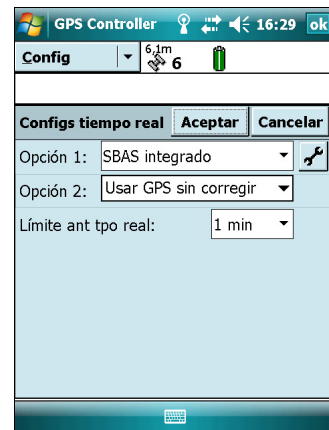 GPS Controller 16:29 ok
Config 6,1m 6
Configs tiempo real Aceptar Cancelar
Opción 1: SBAS integrado
Opción 2: Usar GPS sin corregir
Límite ant tpo real: 1 min